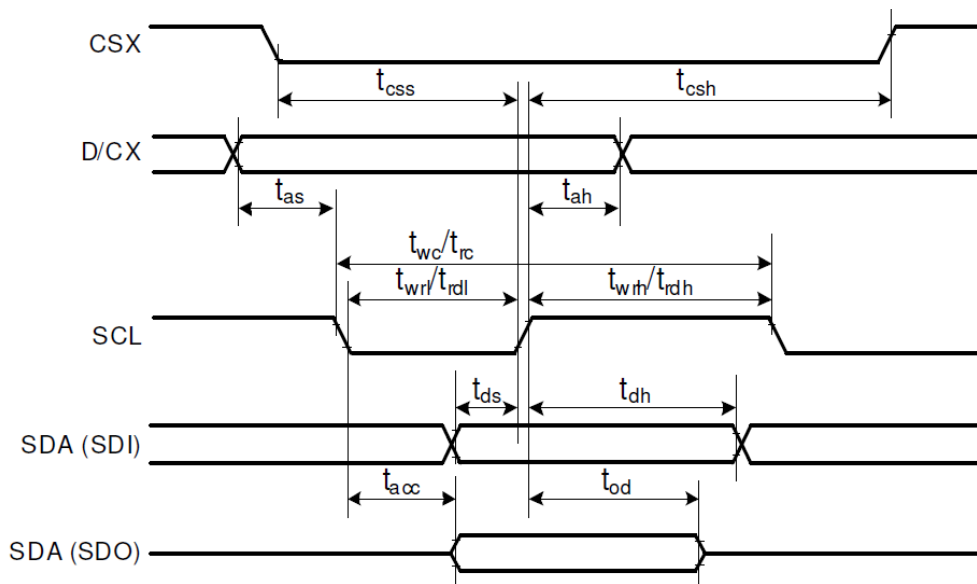 CSX
tcss
tcsh
D/CX
tas
tah
twc/trc
twrl/trdl
twrh/trdh
SCL
tds
tdh
SDA (SDI)
tacc
tod
SDA (SDO)